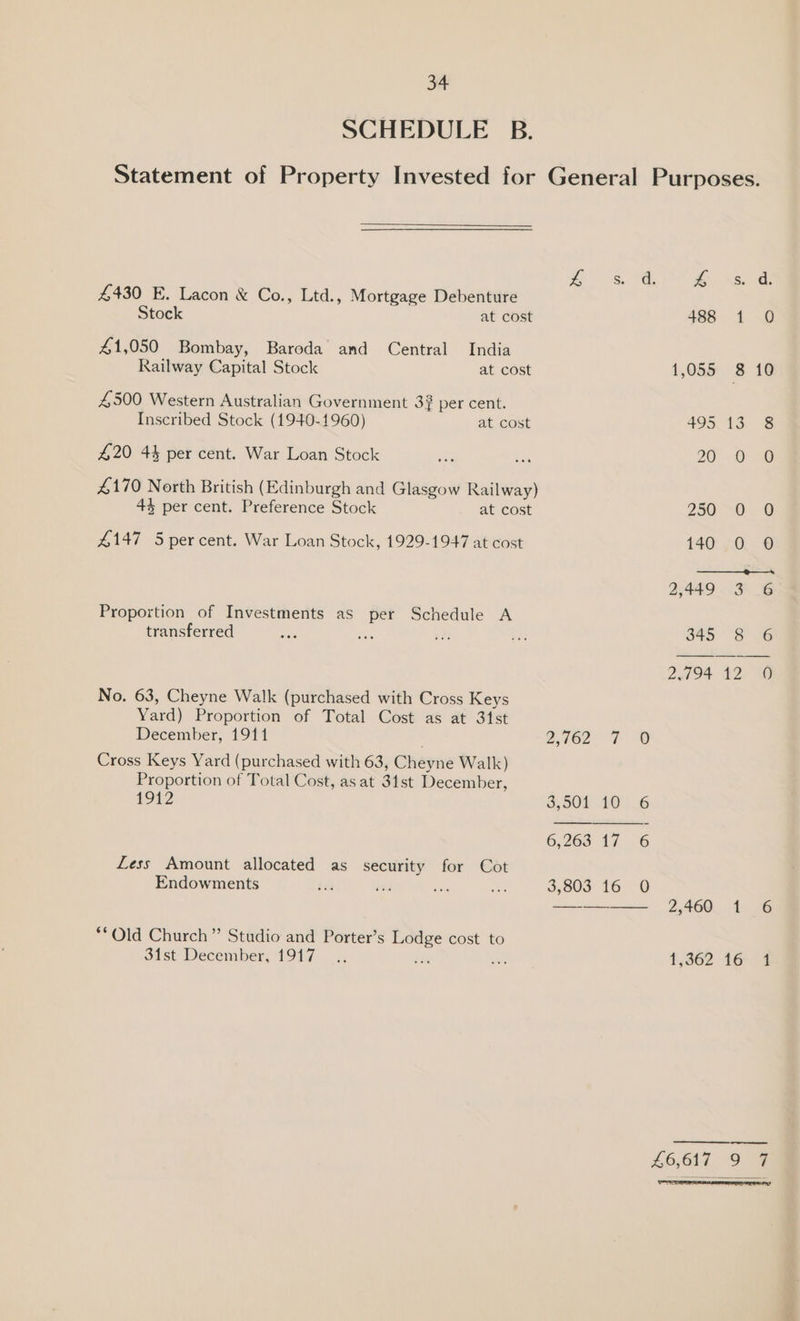 34
SCHEDULE B.
Statement of Property Invested for General Purposes.
£ s. d. £ s. d.
£430 E. Lacon & Co., Ltd., Mortgage Debenture
Stock at cost 488 1 0
£1,050 Bombay, Baroda and Central India
Railway Capital Stock at cost 1,055 8 10
£500 Western Australian Government 3¾ per cent.
Inscribed Stock (1940-1960) at cost 495 13 8
£20 4½ per cent. War Loan Stock ... ... 20 0 0
£170 North British (Edinburgh and Glasgow Railway)
4½ per cent. Preference Stock at cost 250 0 0
£147 5 per cent. War Loan Stock, 1929-1947 at cost 140 0 0
2,449 3 6
Proportion of Investments as per Schedule A
transferred ... ... ... ... 345 8 6
2,794 12 0
No. 63, Cheyne Walk (purchased with Cross Keys
Yard) Proportion of Total Cost as at 31st
December, 1911 2,762 7 0
Cross Keys Yard (purchased with 63, Cheyne Walk)
Proportion of Total Cost, as at 31st December,
1912 3,501 10 6
6,263 17 6
Less Amount allocated as security for Cot
Endowments ... ... ... ... 3,803 16 0
2,460 1 6
“Old Church” Studio and Porter’s Lodge cost to
31st December, 1917 .. ... ... 1,362 16 1
£6,617 9 7